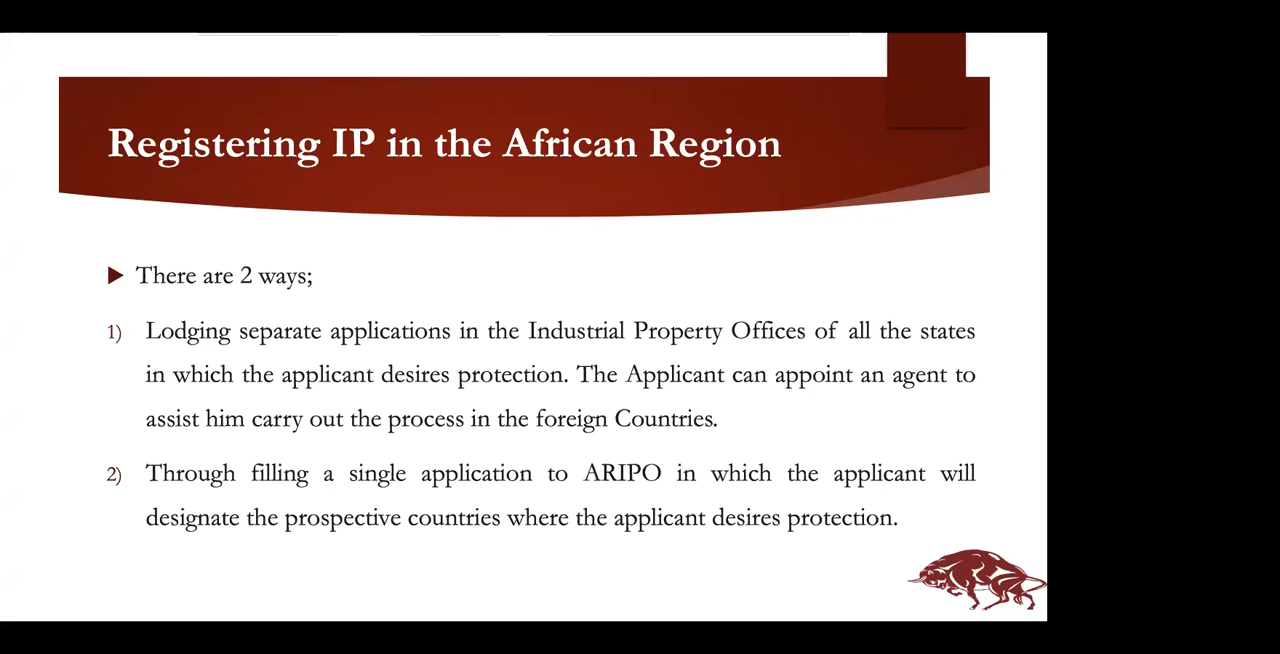 Registering IP in the African Region
There are 2 ways;
1) Lodging separate applications in the Industrial Property Offices of all the states
in which the applicant desires protection. The Applicant can appoint an agent to
assist him carry out the process in the foreign Countries.
2) Through filling a single application to ARIPO in which the applicant will
designate the prospective countries where the applicant desires protection.